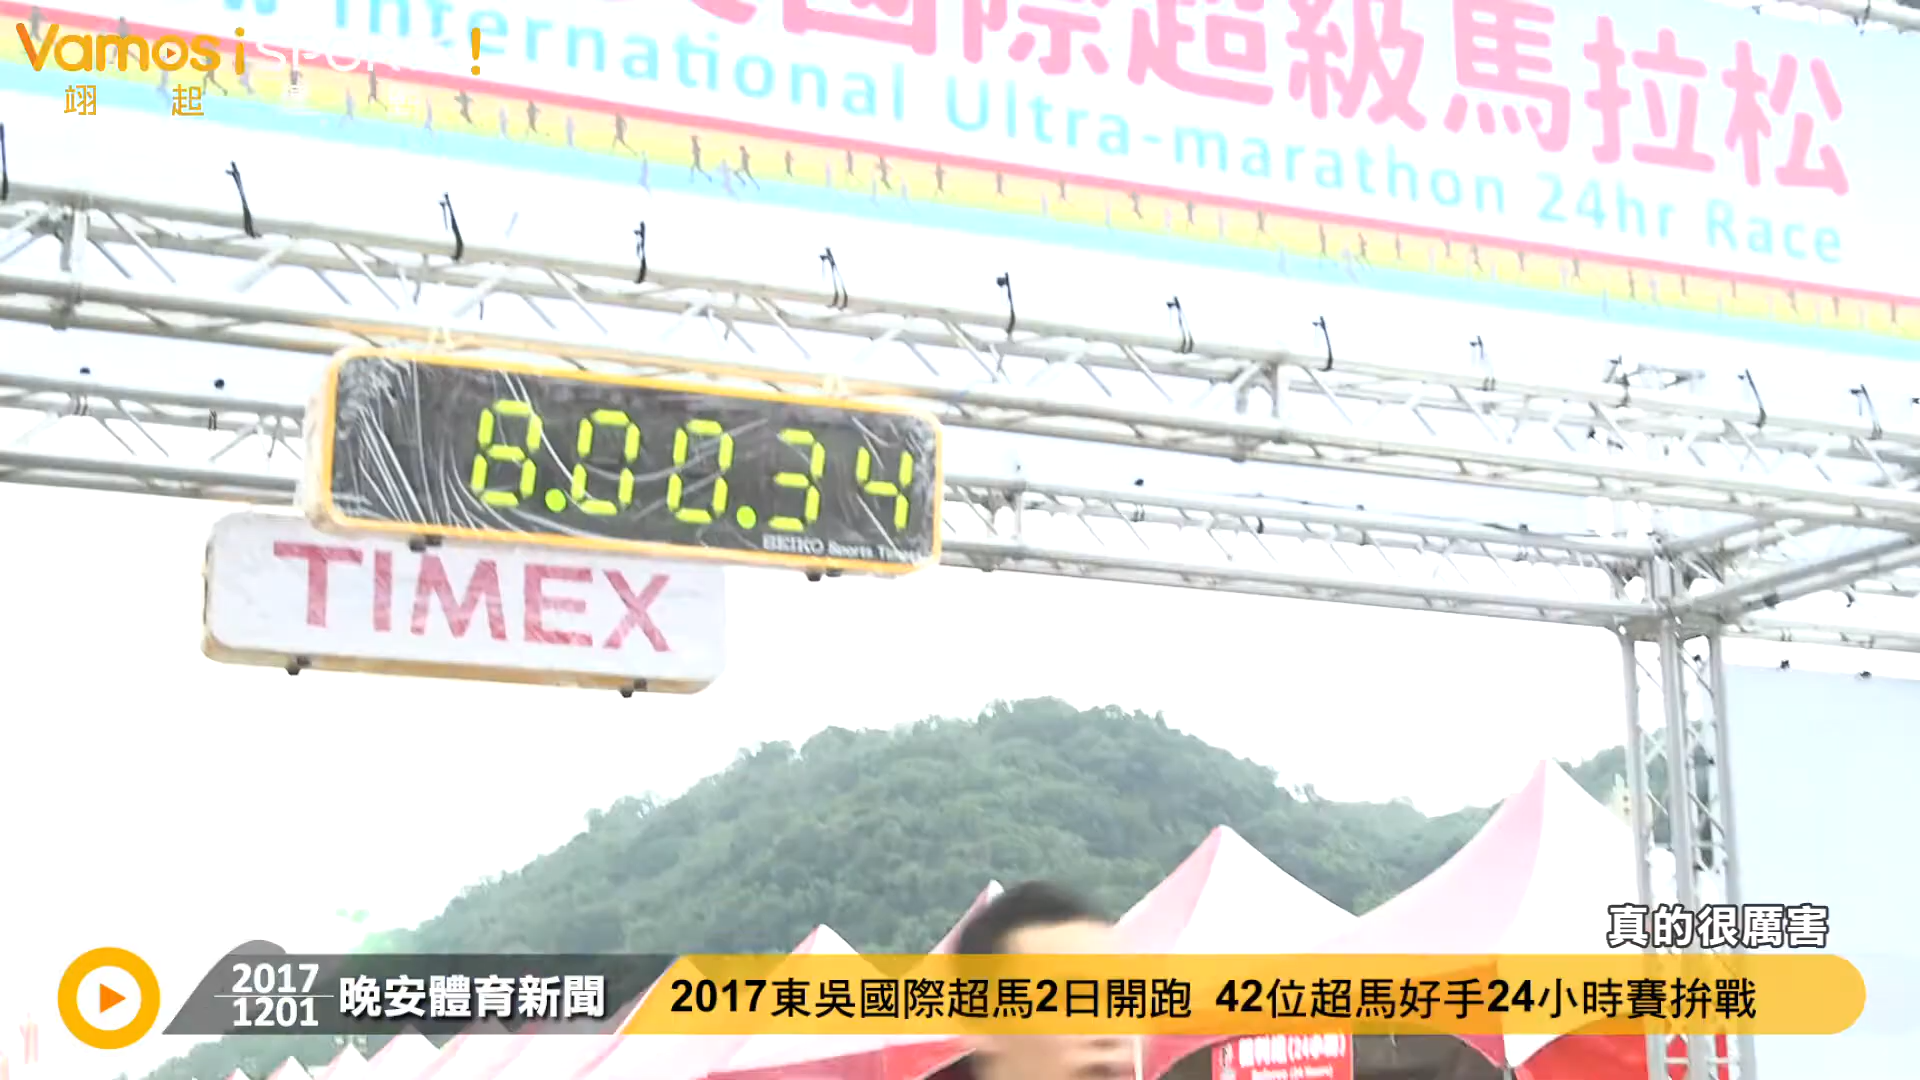 Vamos SPORTS !
翊起
國際超級馬拉松
International Ultra-marathon 24hr Race
8.00.34
SEIKO Sports Timer
TIMEX
真的很厲害
2017
1201
晚安體育新聞
2017東吳國際超馬2日開跑 42位超馬好手24小時賽拚戰